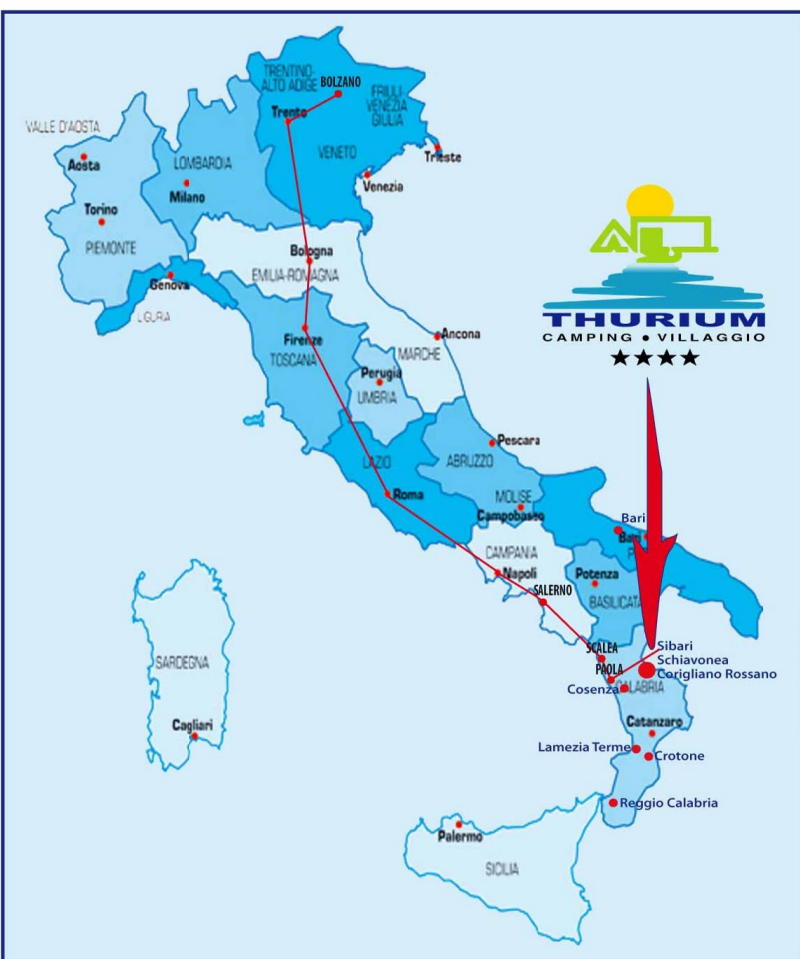 TRENTINO-
ALTO ADIGE
BOLZANO
FRIULI-
VENEZIA
GIULIA
Trento
VALLE D'AOSTA
Aosta
LOMBARDIA
VENETO
Trieste
Milano
Venezia
Torino
PIEMONTE
Bologna
EMILIA-ROMAGNA
Genova
LIGURIA
THURIUM
CAMPING • VILLAGGIO
★★★★
Firenze
TOSCANA
Ancona
MARCHE
Perugia
UMBRIA
Pescara
LAZIO
ABRUZZO
Roma
MOLISE
Campobasso
Bari
Bari
P
CAMPANIA
Napoli
Potenza
SALERNO
BASILICATA
SCALEA
PAOLA
Sibari
Schiavonea
Corigliano Rossano
Cosenza
CALABRIA
SARDEGNA
Cagliari
Catanzaro
Lamezia Terme
Crotone
Reggio Calabria
Palermo
SICILIA